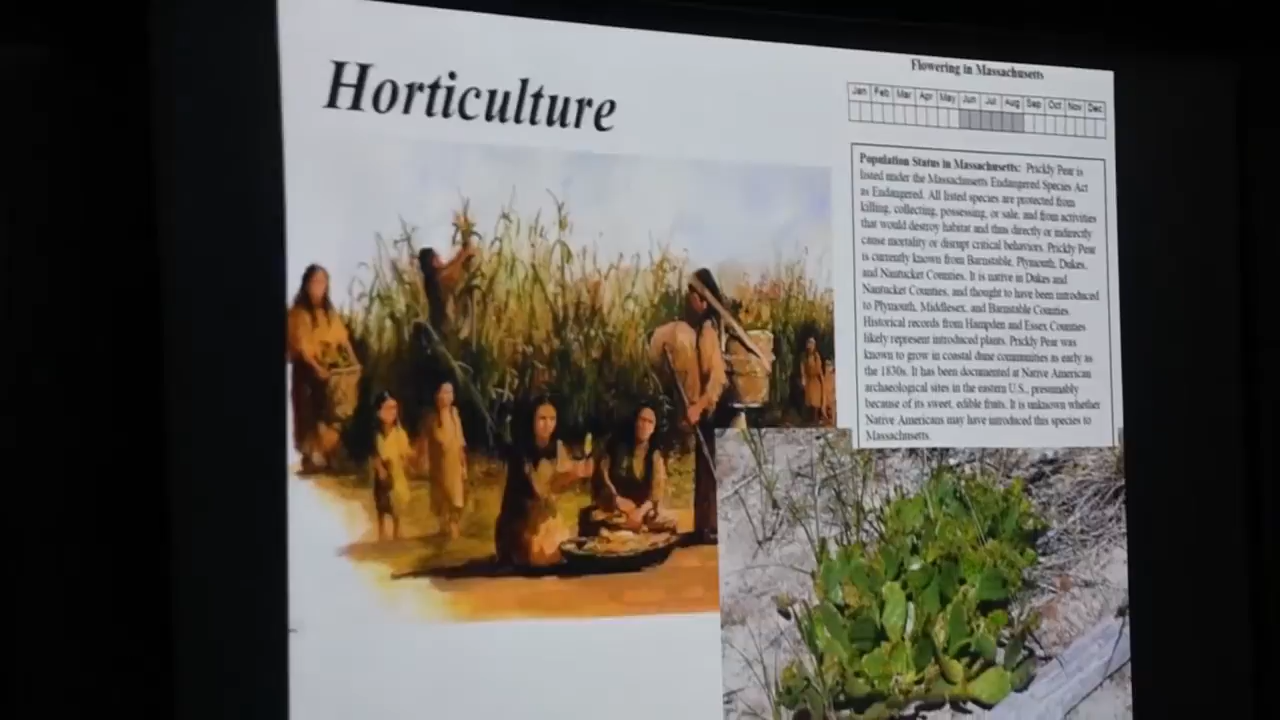 Horticulture
Flowering in Massachusetts
Jan Feb Mar Apr May Jun Jul Aug Sep Oct Nov Dec
Population Status in Massachusetts: Prickly Pear is
listed under the Massachusetts Endangered Species Act
as Endangered. All listed species are protected from
killing, collecting, possessing, or sale, and from activities
that would destroy habitat and thus directly or indirectly
cause mortality or disrupt critical behaviors. Prickly Pear
is currently known from Barnstable, Plymouth, Dukes,
and Nantucket Counties. It is native in Dukes and
Nantucket Counties, and thought to have been introduced
to Plymouth, Middlesex, and Barnstable Counties.
Historical records from Hampden and Essex Counties
likely represent introduced plants. Prickly Pear was
known to grow in coastal dune communities as early as
the 1830s. It has been documented at Native American
archaeological sites in the eastern U.S., presumably
because of its sweet, edible fruits. It is unknown whether
Native Americans may have introduced this species to
Massachusetts.